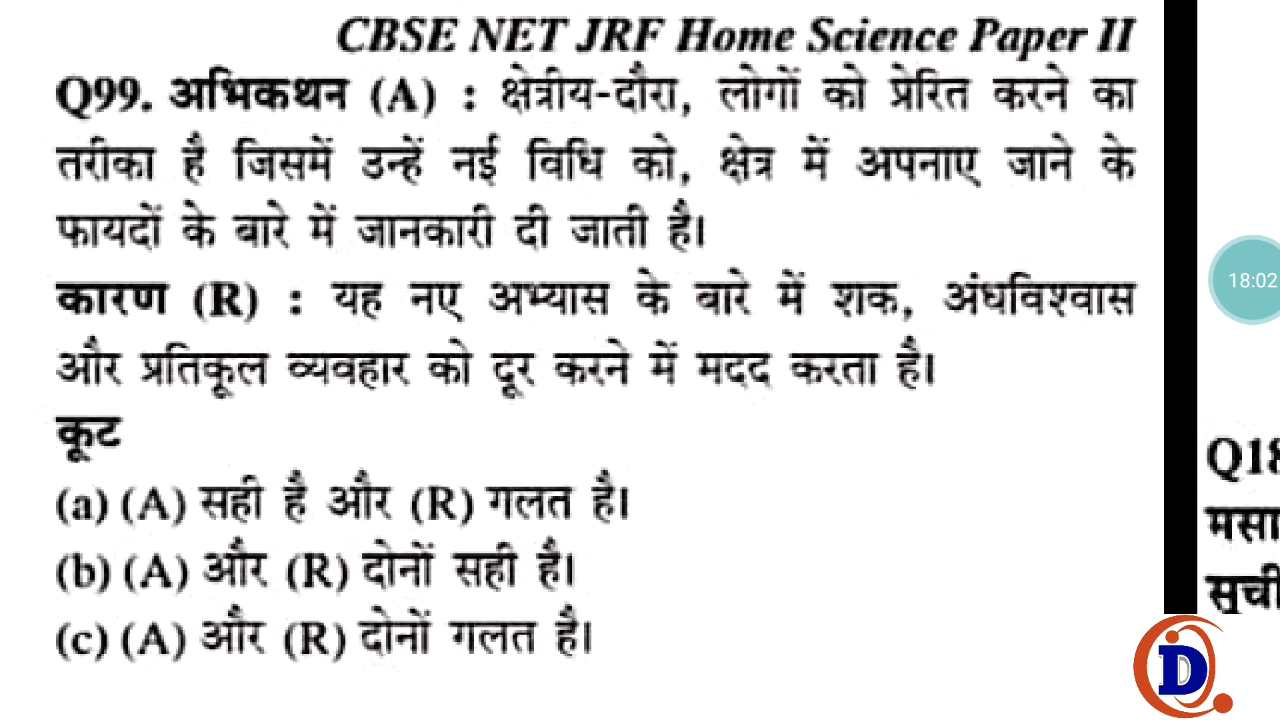 CBSE NET JRF Home Science Paper II
Q99. अभिकथन (A) : क्षेत्रीय-दौरा, लोगों को प्रेरित करने का
तरीका है जिसमें उन्हें नई विधि को, क्षेत्र में अपनाए जाने के
फायदों के बारे में जानकारी दी जाती है।
कारण (R) : यह नए अभ्यास के बारे में शक, अंधविश्वास
और प्रतिकूल व्यवहार को दूर करने में मदद करता है।
कूट
(a) (A) सही है और (R) गलत है।
(b) (A) और (R) दोनों सही है।
(c) (A) और (R) दोनों गलत है।
18:02
Q18
मसा
सुची
D